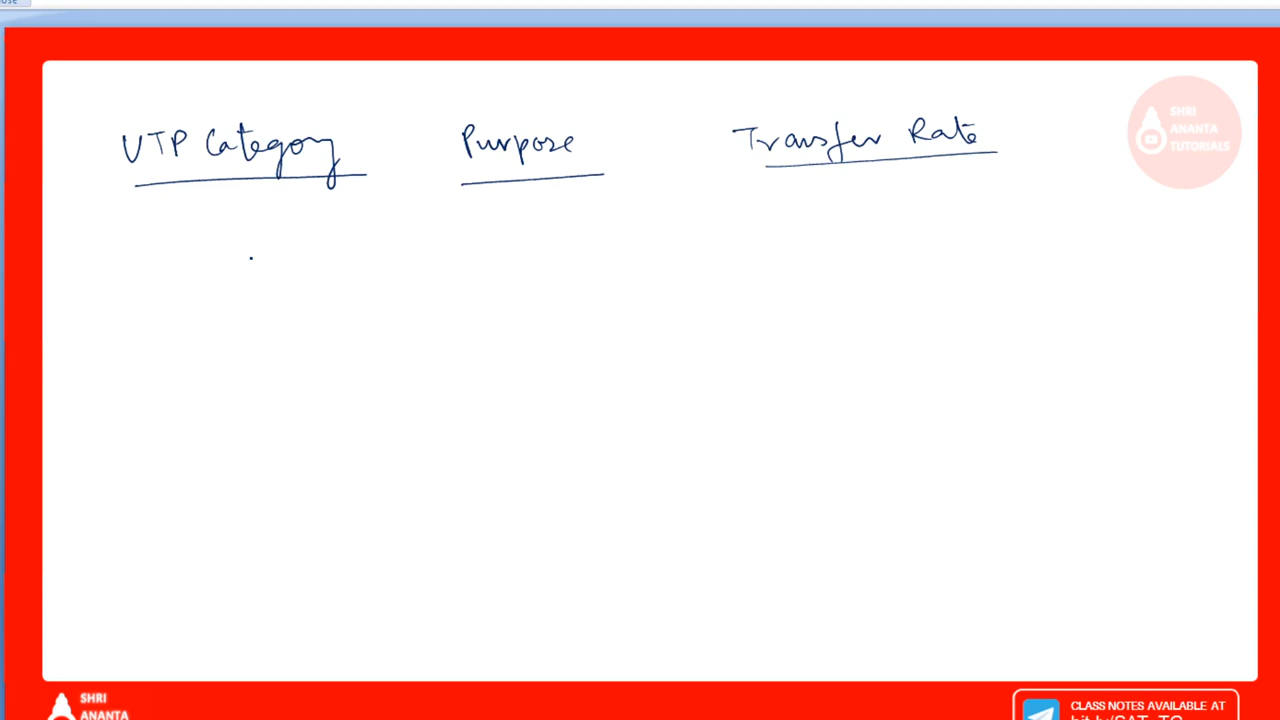 UTP Category Purpose Transfer Rate
SHRI
ANANTA
TUTORIALS
SHRI
ANANTA
CLASS NOTES AVAILABLE AT